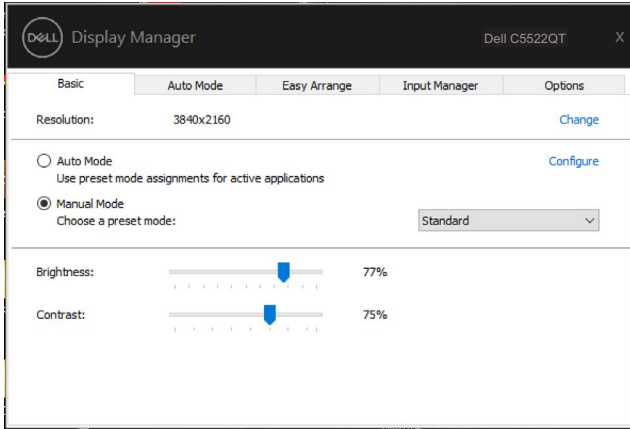 DELL Display Manager Dell C5522QT X
Basic Auto Mode Easy Arrange Input Manager Options
Resolution: 3840x2160 Change
Auto Mode Configure
Use preset mode assignments for active applications
Manual Mode
Choose a preset mode: Standard
Brightness: 77%
Contrast: 75%